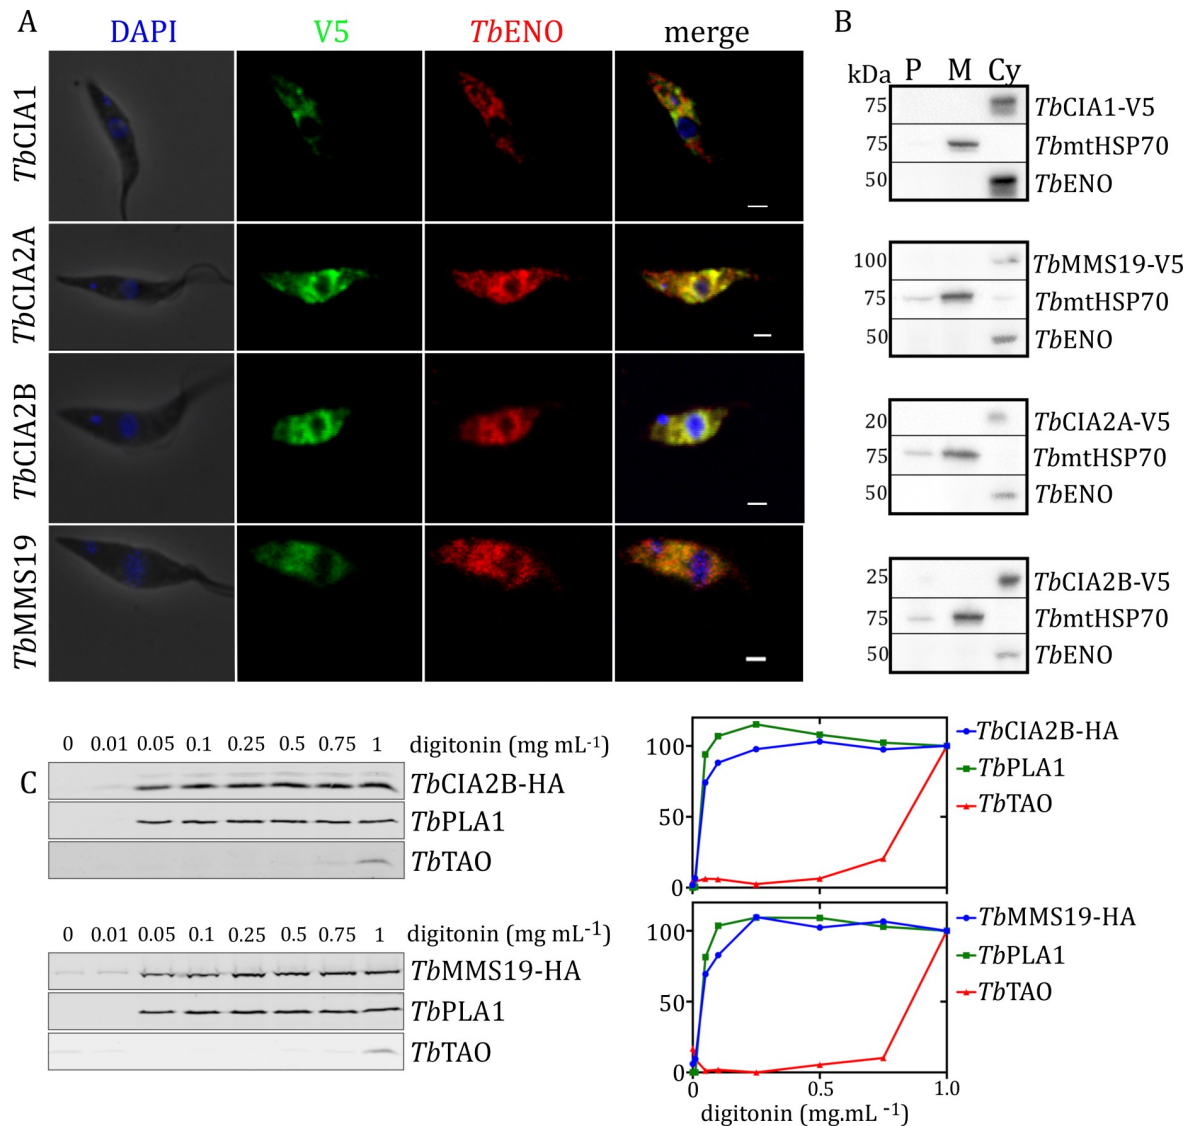 A
DAPI V5 TbENO merge
TbCIA1
TbCIA2A
TbCIA2B
TbMMS19
B
kDa P M Cy
75 TbCIA1-V5
75 TbmtHSP70
50 TbENO
100 TbMMS19-V5
75 TbmtHSP70
50 TbENO
20 TbCIA2A-V5
75 TbmtHSP70
50 TbENO
25 TbCIA2B-V5
75 TbmtHSP70
50 TbENO
C
0 0.01 0.05 0.1 0.25 0.5 0.75 1 digitonin (mg mL-1)
TbCIA2B-HA
TbPLA1
TbTAO
0 0.01 0.05 0.1 0.25 0.5 0.75 1 digitonin (mg mL-1)
TbMMS19-HA
TbPLA1
TbTAO
100
50
0
TbCIA2B-HA
TbPLA1
TbTAO
100
50
0
TbMMS19-HA
TbPLA1
TbTAO
0 0.5 1.0
digitonin (mg.mL -1)